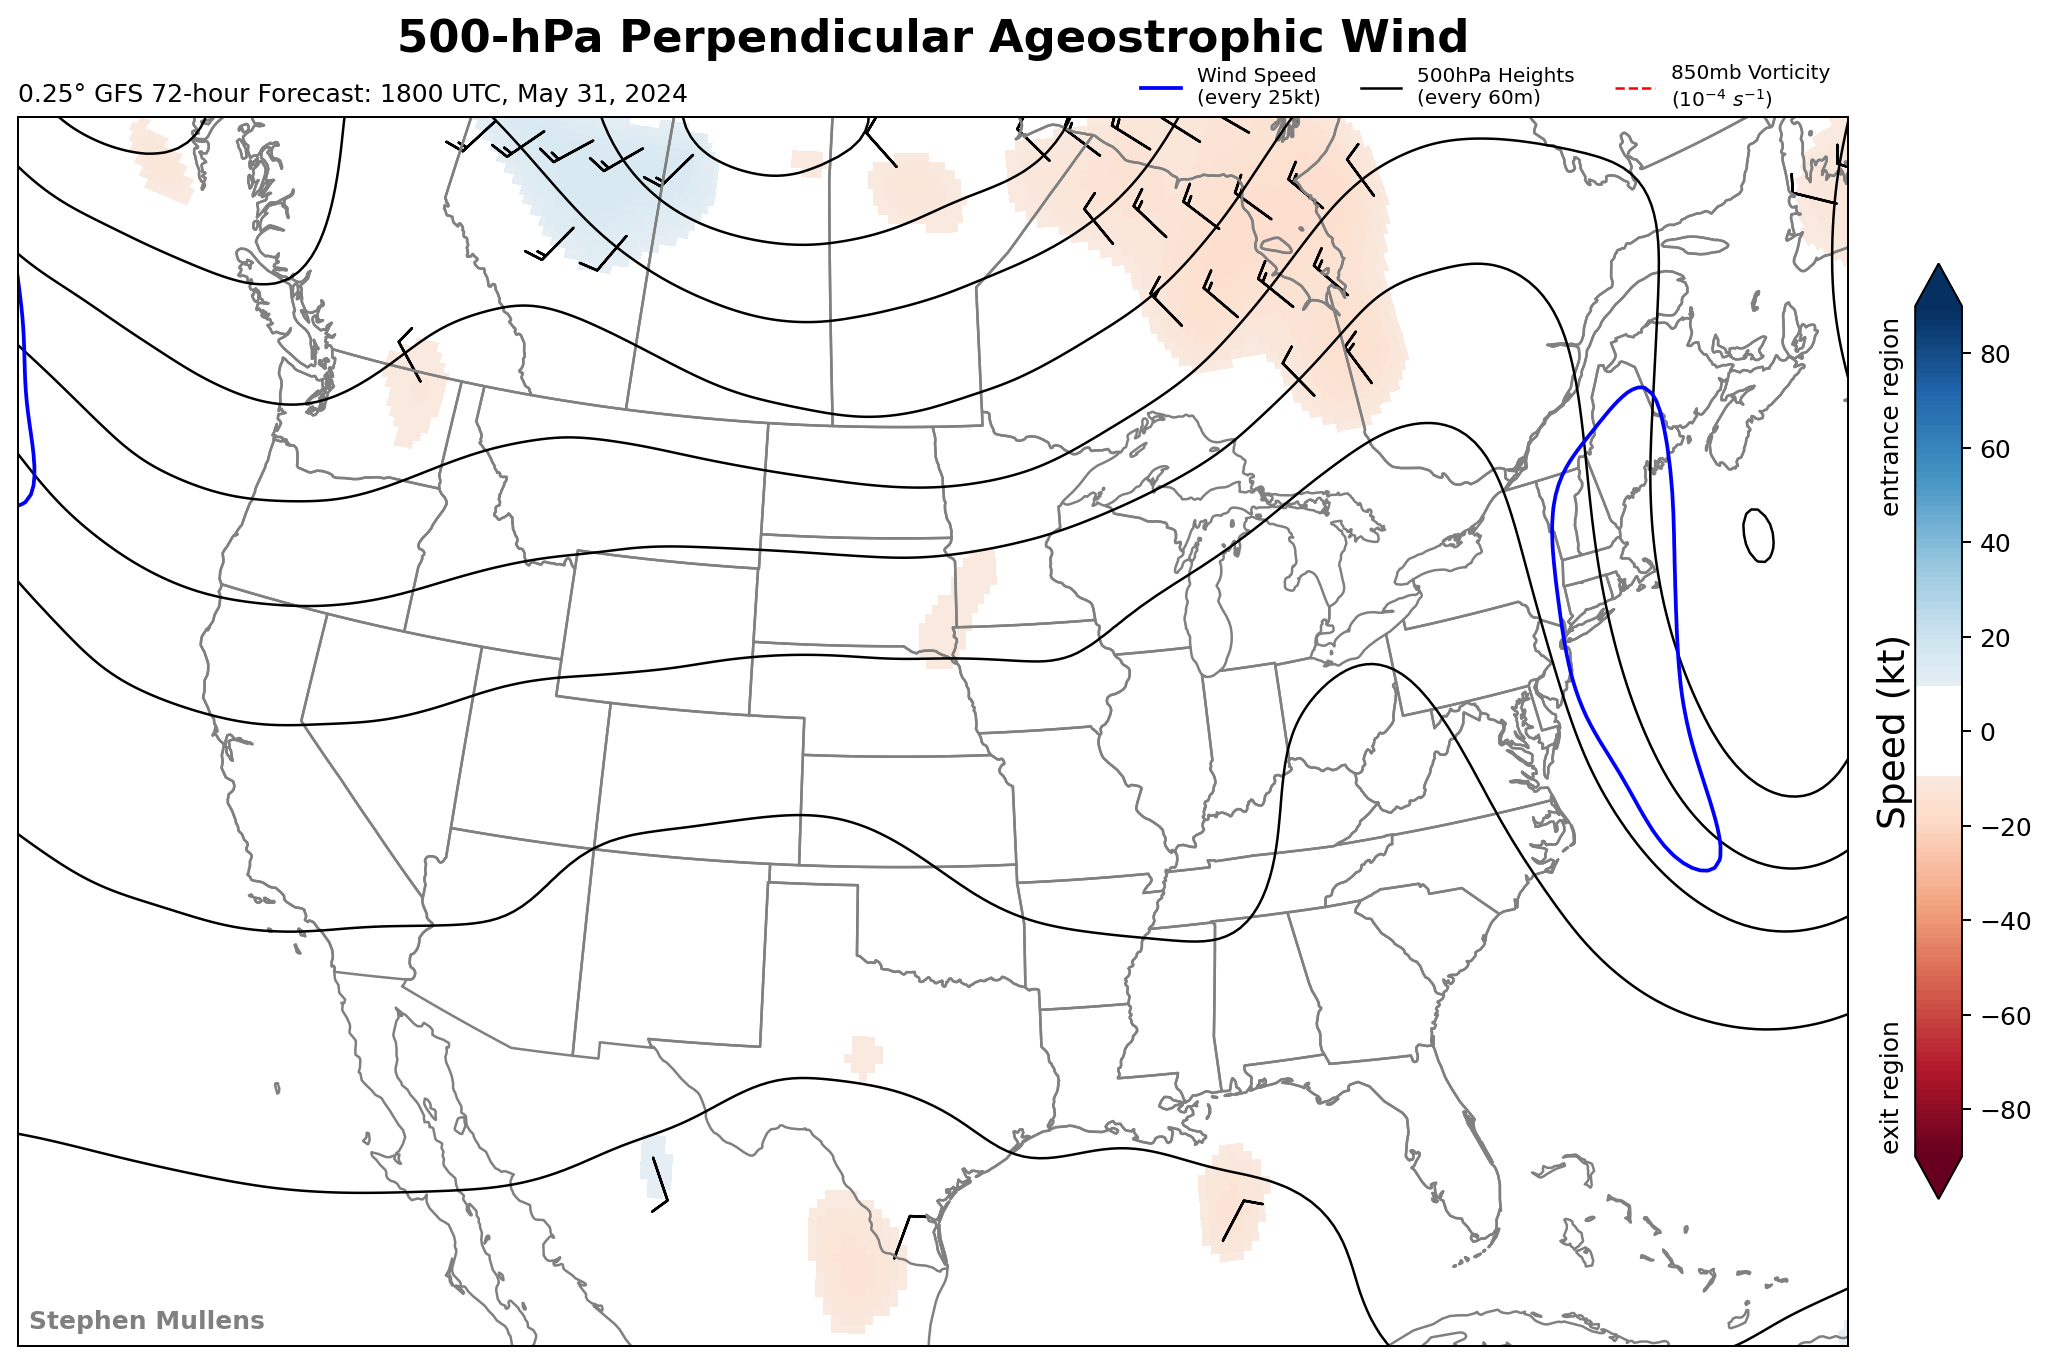 500-hPa Perpendicular Ageostrophic Wind
0.25° GFS 72-hour Forecast: 1800 UTC, May 31, 2024
Wind Speed
(every 25kt)
500hPa Heights
(every 60m)
850mb Vorticity
(10⁻⁴ s⁻¹)
entrance region
Speed (kt)
exit region
80
60
40
20
0
−20
−40
−60
−80
Stephen Mullens